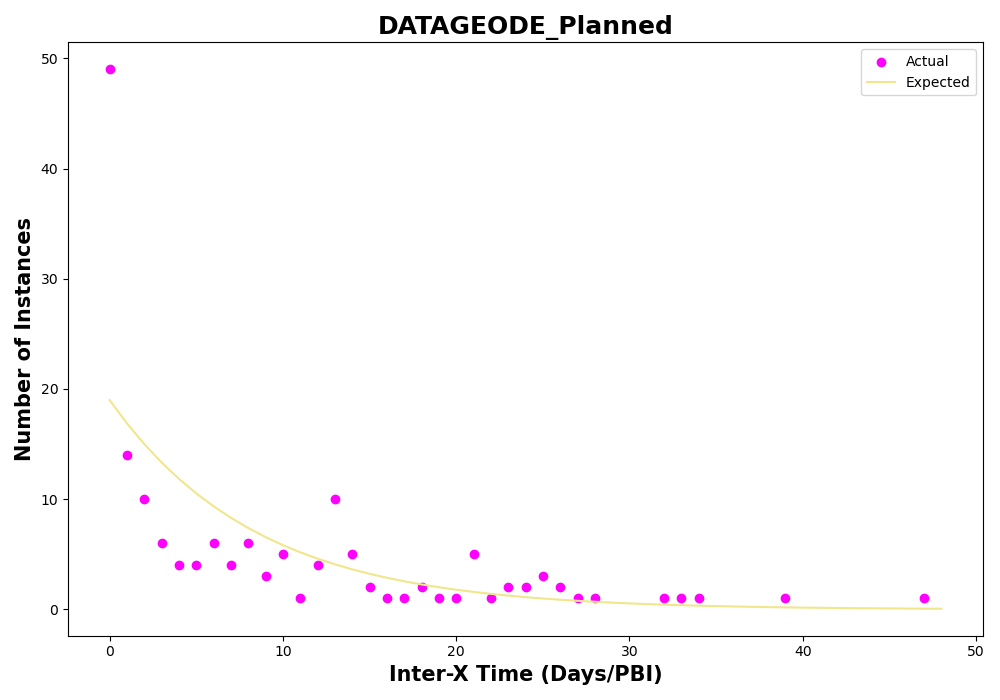 DATAGEODE_Planned
Actual
Expected
Number of Instances
50
40
30
20
10
0
0
10
20
30
40
50
Inter-X Time (Days/PBI)